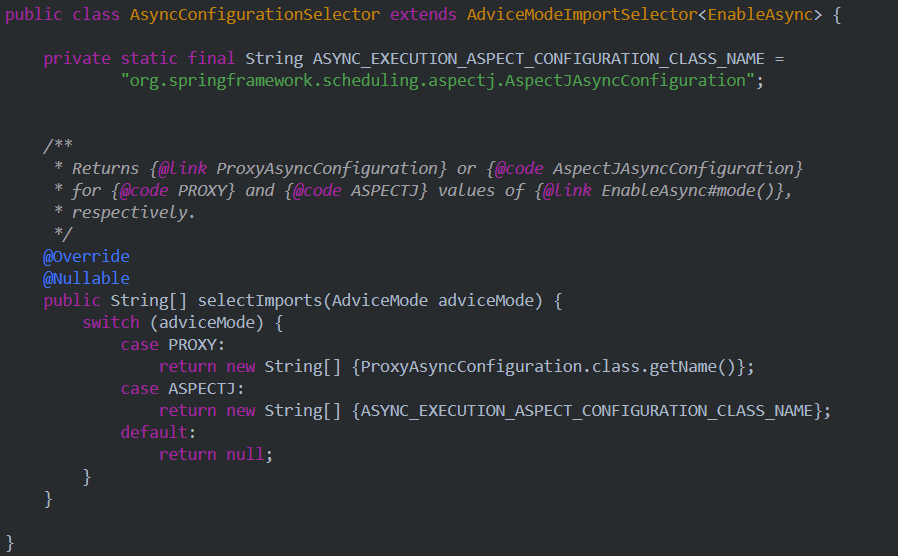 public class AsyncConfigurationSelector extends AdviceModeImportSelector<EnableAsync> {
private static final String ASYNC_EXECUTION_ASPECT_CONFIGURATION_CLASS_NAME =
"org.springframework.scheduling.aspectj.AspectJAsyncConfiguration";
/**
* Returns {@link ProxyAsyncConfiguration} or {@code AspectJAsyncConfiguration}
* for {@code PROXY} and {@code ASPECTJ} values of {@link EnableAsync#mode()},
* respectively.
*/
@Override
@Nullable
public String[] selectImports(AdviceMode adviceMode) {
switch (adviceMode) {
case PROXY:
return new String[] {ProxyAsyncConfiguration.class.getName()};
case ASPECTJ:
return new String[] {ASYNC_EXECUTION_ASPECT_CONFIGURATION_CLASS_NAME};
default:
return null;
}
}
}